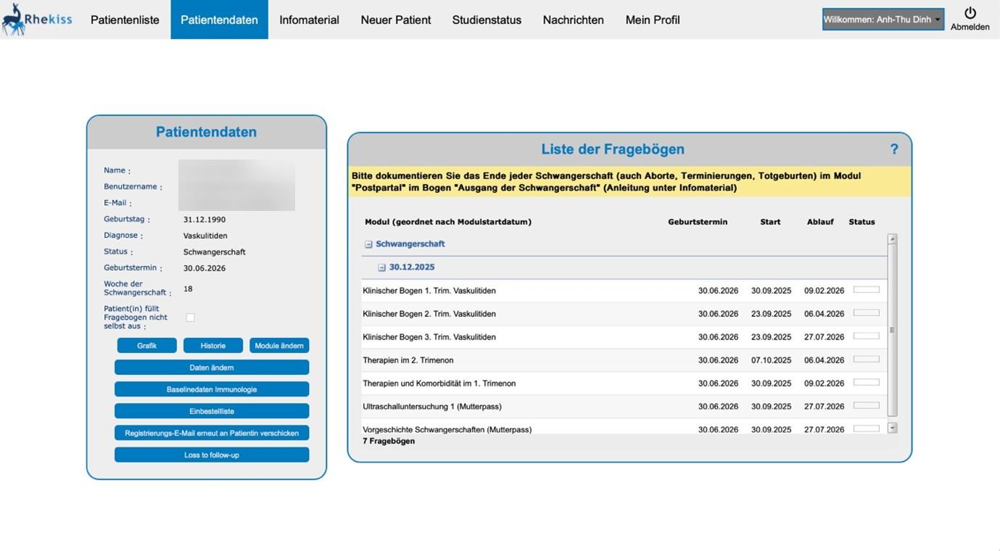 Rhekiss Patientenliste Patientendaten Infomaterial Neuer Patient Studienstatus Nachrichten Mein Profil Willkommen: Anh-Thu Dinh Abmelden
Patientendaten
Name :
Benutzername :
E-Mail :
Geburtstag : 31.12.1990
Diagnose : Vaskulitiden
Status : Schwangerschaft
Geburtstermin : 30.06.2026
Woche der
Schwangerschaft : 18
Patient(in) füllt
Fragebogen nicht
selbst aus :
Grafik Historie Module ändern
Daten ändern
Baselinedaten Immunologie
Einbestellliste
Registrierungs-E-Mail erneut an Patientin verschicken
Loss to follow-up
Liste der Fragebögen ?
Bitte dokumentieren Sie das Ende jeder Schwangerschaft (auch Aborte, Terminierungen, Totgeburten) im Modul
"Postpartal" im Bogen "Ausgang der Schwangerschaft" (Anleitung unter Infomaterial)
Modul (geordnet nach Modulstartdatum) Geburtstermin Start Ablauf Status
Schwangerschaft
30.12.2025
Klinischer Bogen 1. Trim. Vaskulitiden 30.06.2026 30.09.2025 09.02.2026
Klinischer Bogen 2. Trim. Vaskulitiden 30.06.2026 23.09.2025 06.04.2026
Klinischer Bogen 3. Trim. Vaskulitiden 30.06.2026 23.09.2025 27.07.2026
Therapien im 2. Trimenon 30.06.2026 07.10.2025 06.04.2026
Therapien und Komorbidität im 1. Trimenon 30.06.2026 30.09.2025 09.02.2026
Ultraschalluntersuchung 1 (Mutterpass) 30.06.2026 30.09.2025 27.07.2026
Vorgeschichte Schwangerschaften (Mutterpass) 30.06.2026 30.09.2025 27.07.2026
7 Fragebögen